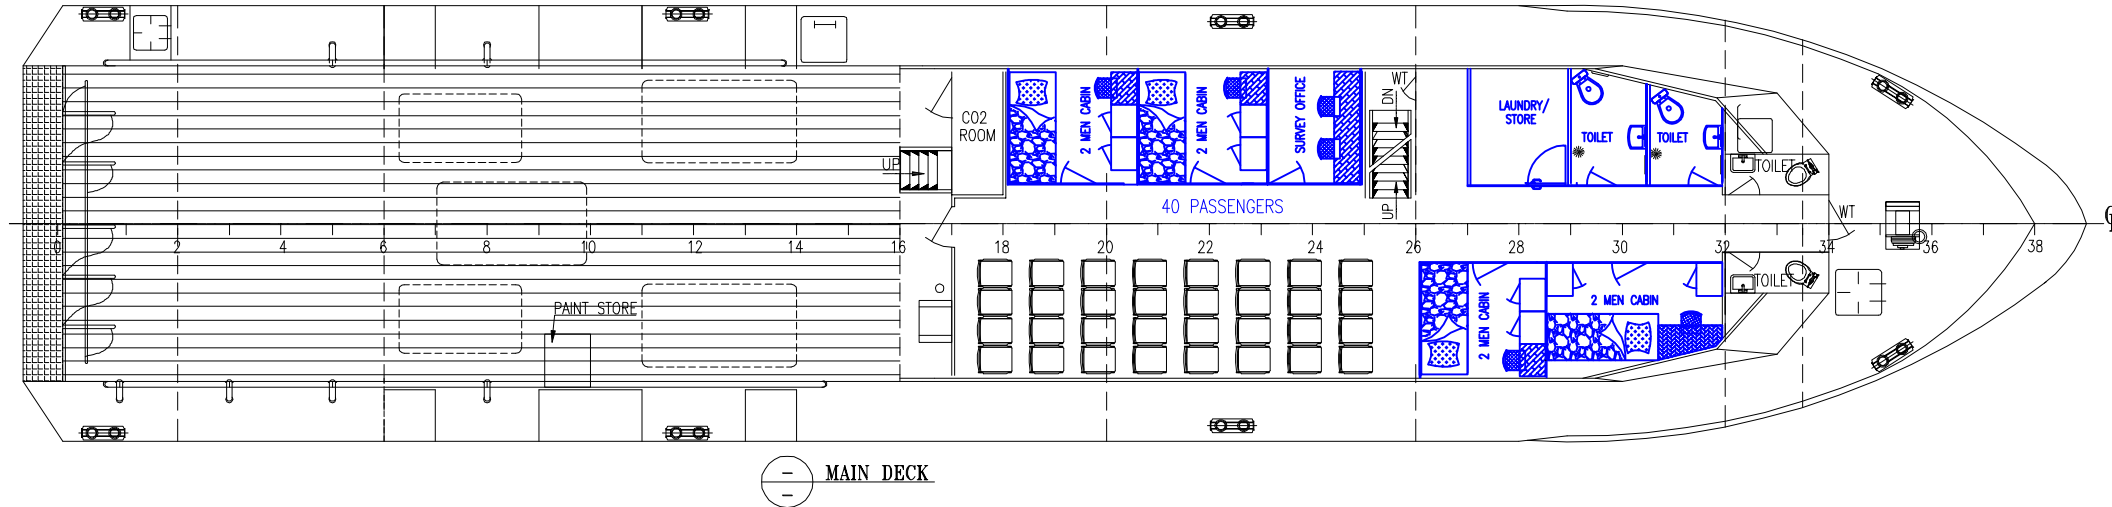 WT
DN
UP
CO2
ROOM
2 MEN CABIN
2 MEN CABIN
SURVEY OFFICE
LAUNDRY/
STORE
TOILET
TOILET
TOILET
UP
UP
40 PASSENGERS
WT
0 2 4 6 8 10 12 14 16 18 20 22 24 26 28 30 32 34 36 38
TOILET
PAINT STORE
2 MEN CABIN
2 MEN CABIN
MAIN DECK